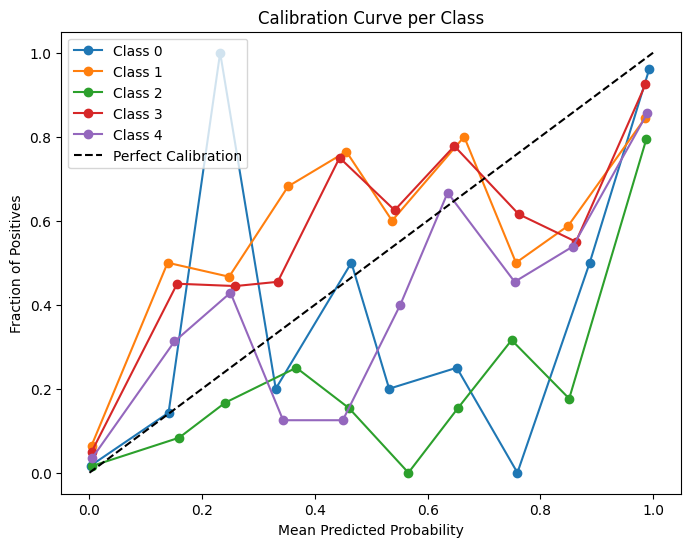 Calibration Curve per Class
Class 0
Class 1
Class 2
Class 3
Class 4
Perfect Calibration
Fraction of Positives
1.0
0.8
0.6
0.4
0.2
0.0
0.0 0.2 0.4 0.6 0.8 1.0
Mean Predicted Probability